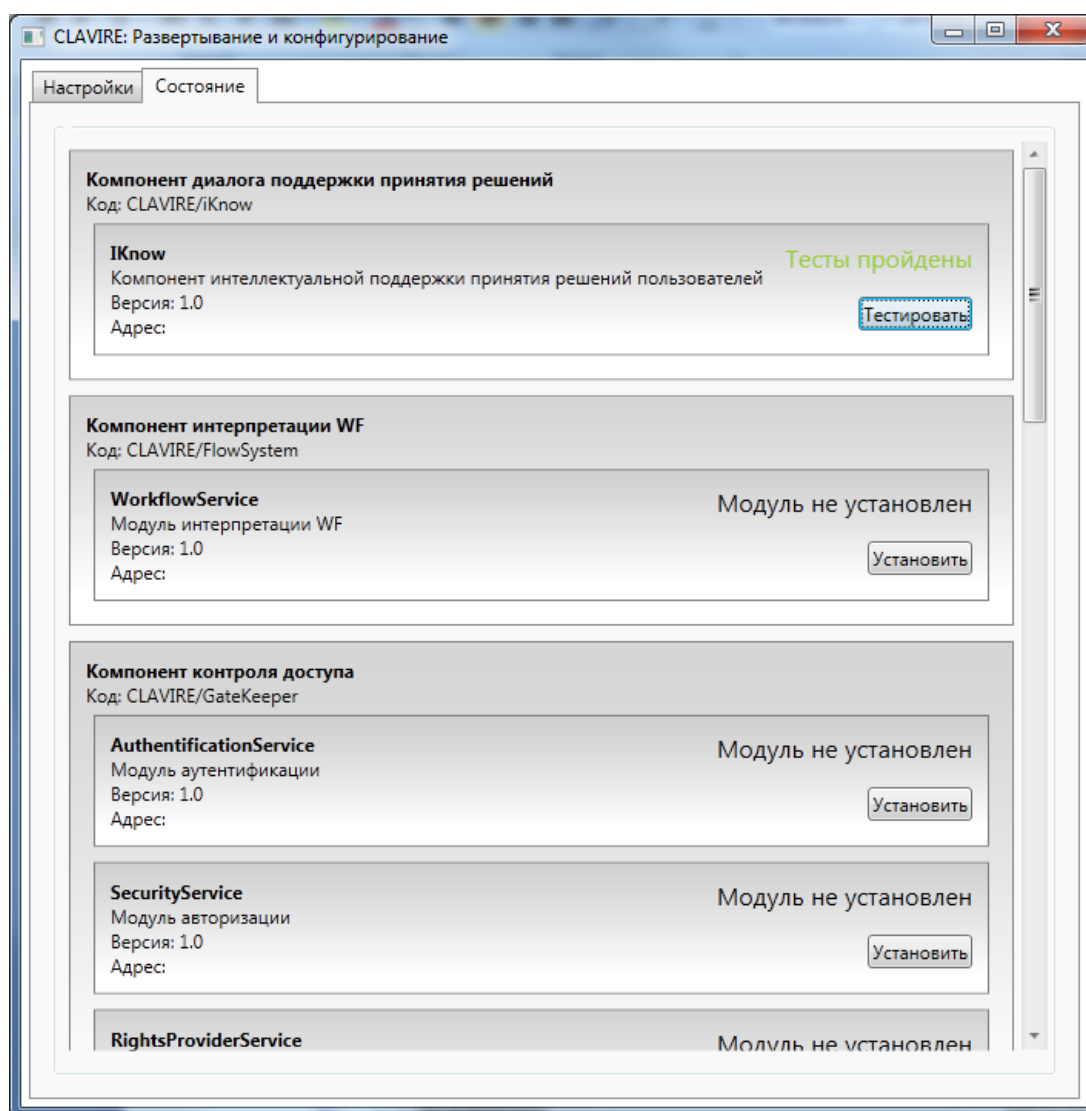 CLAVIRE: Развертывание и конфигурирование
Настройки
Состояние
Компонент диалога поддержки принятия решений
Код: CLAVIRE/iKnow
IKnow
Тесты пройдены
Компонент интеллектуальной поддержки принятия решений пользователей
Версия: 1.0
Тестировать
Адрес:
Компонент интерпретации WF
Код: CLAVIRE/FlowSystem
WorkflowService
Модуль не установлен
Модуль интерпретации WF
Версия: 1.0
Установить
Адрес:
Компонент контроля доступа
Код: CLAVIRE/GateKeeper
AuthentificationService
Модуль не установлен
Модуль аутентификации
Версия: 1.0
Установить
Адрес:
SecurityService
Модуль не установлен
Модуль авторизации
Версия: 1.0
Установить
Адрес:
RightsProviderService
Модуль не установлен